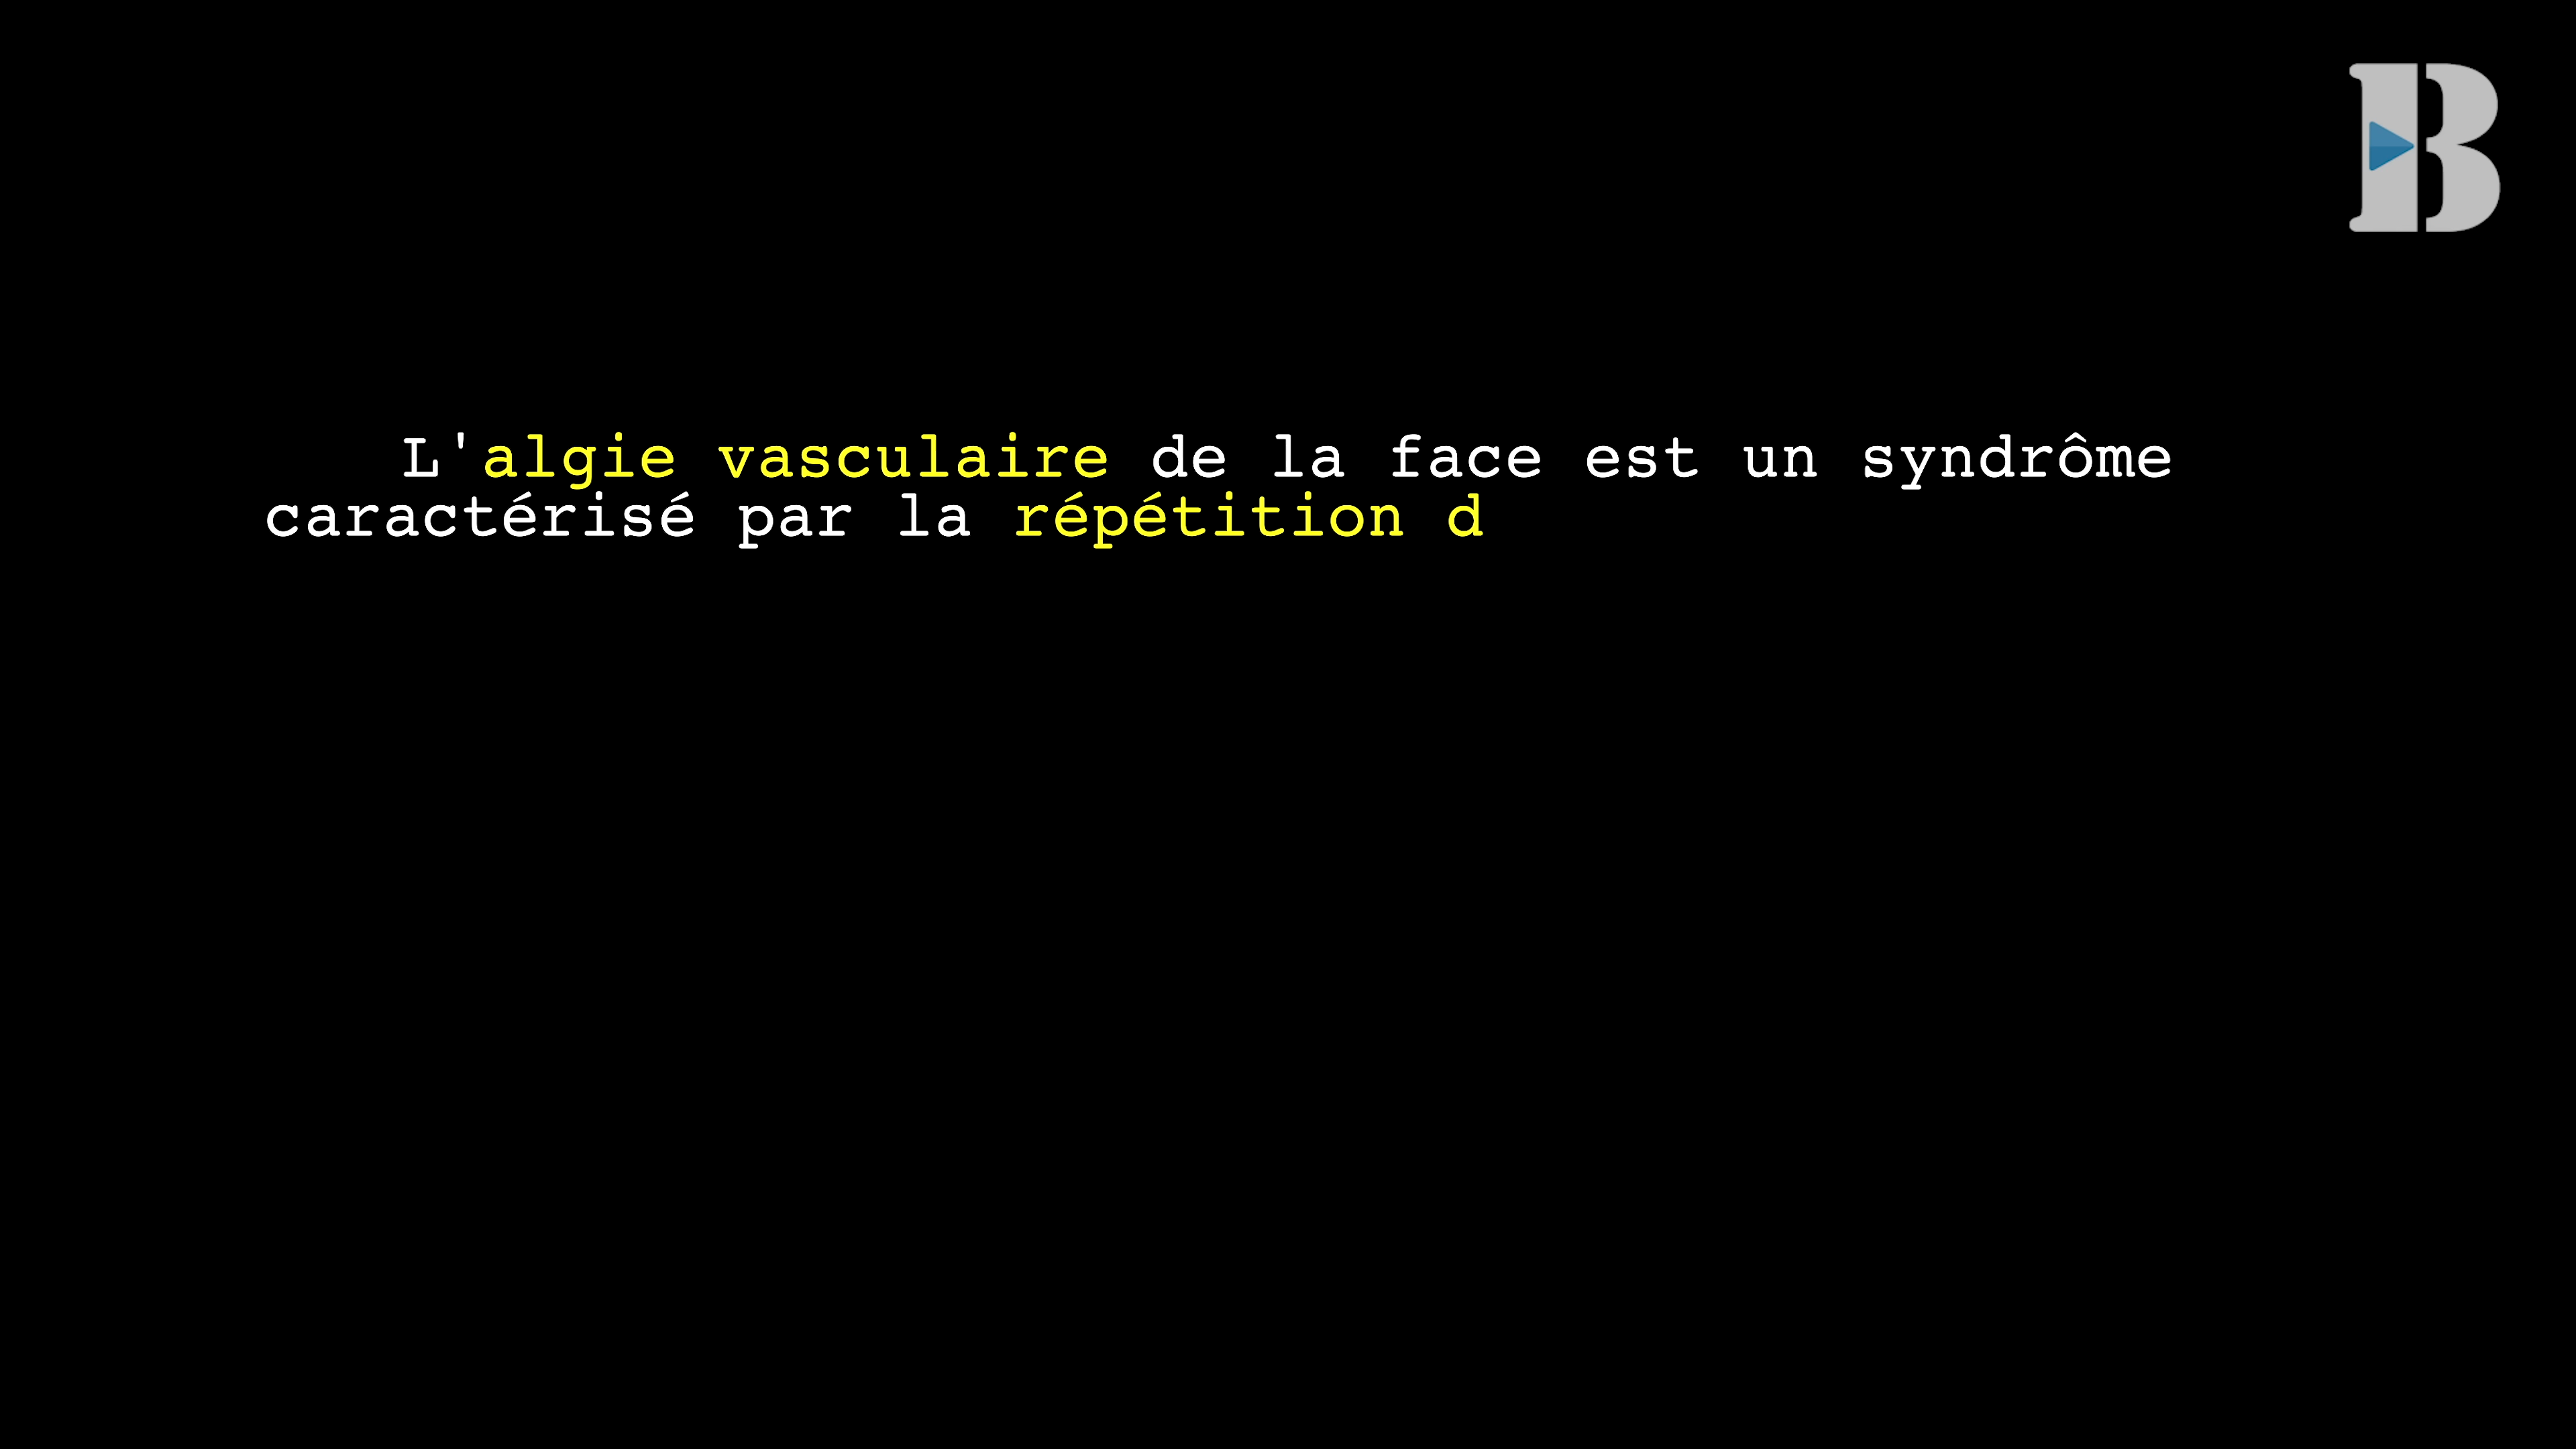 B
L'algie vasculaire de la face est un syndrôme
caractérisé par la répétition d